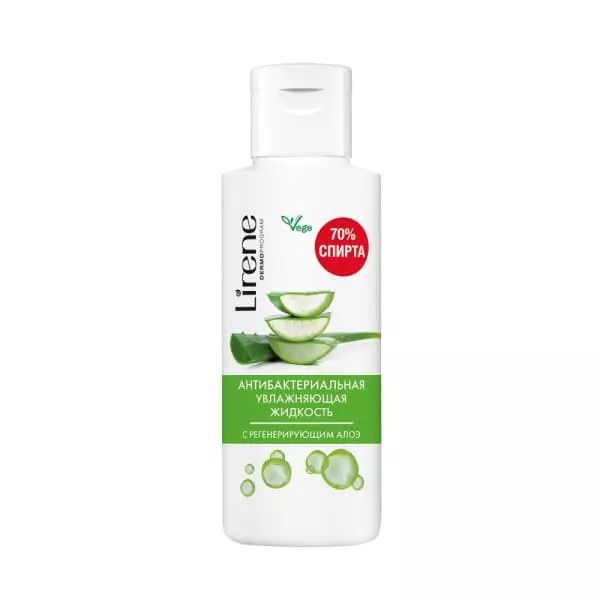 Lirene
DERMOPROGRAM
Vege
70%
СПИРТА
АНТИБАКТЕРИАЛЬНАЯ
УВЛАЖНЯЮЩАЯ
ЖИДКОСТЬ
С РЕГЕНЕРИРУЮЩИМ АЛОЭ